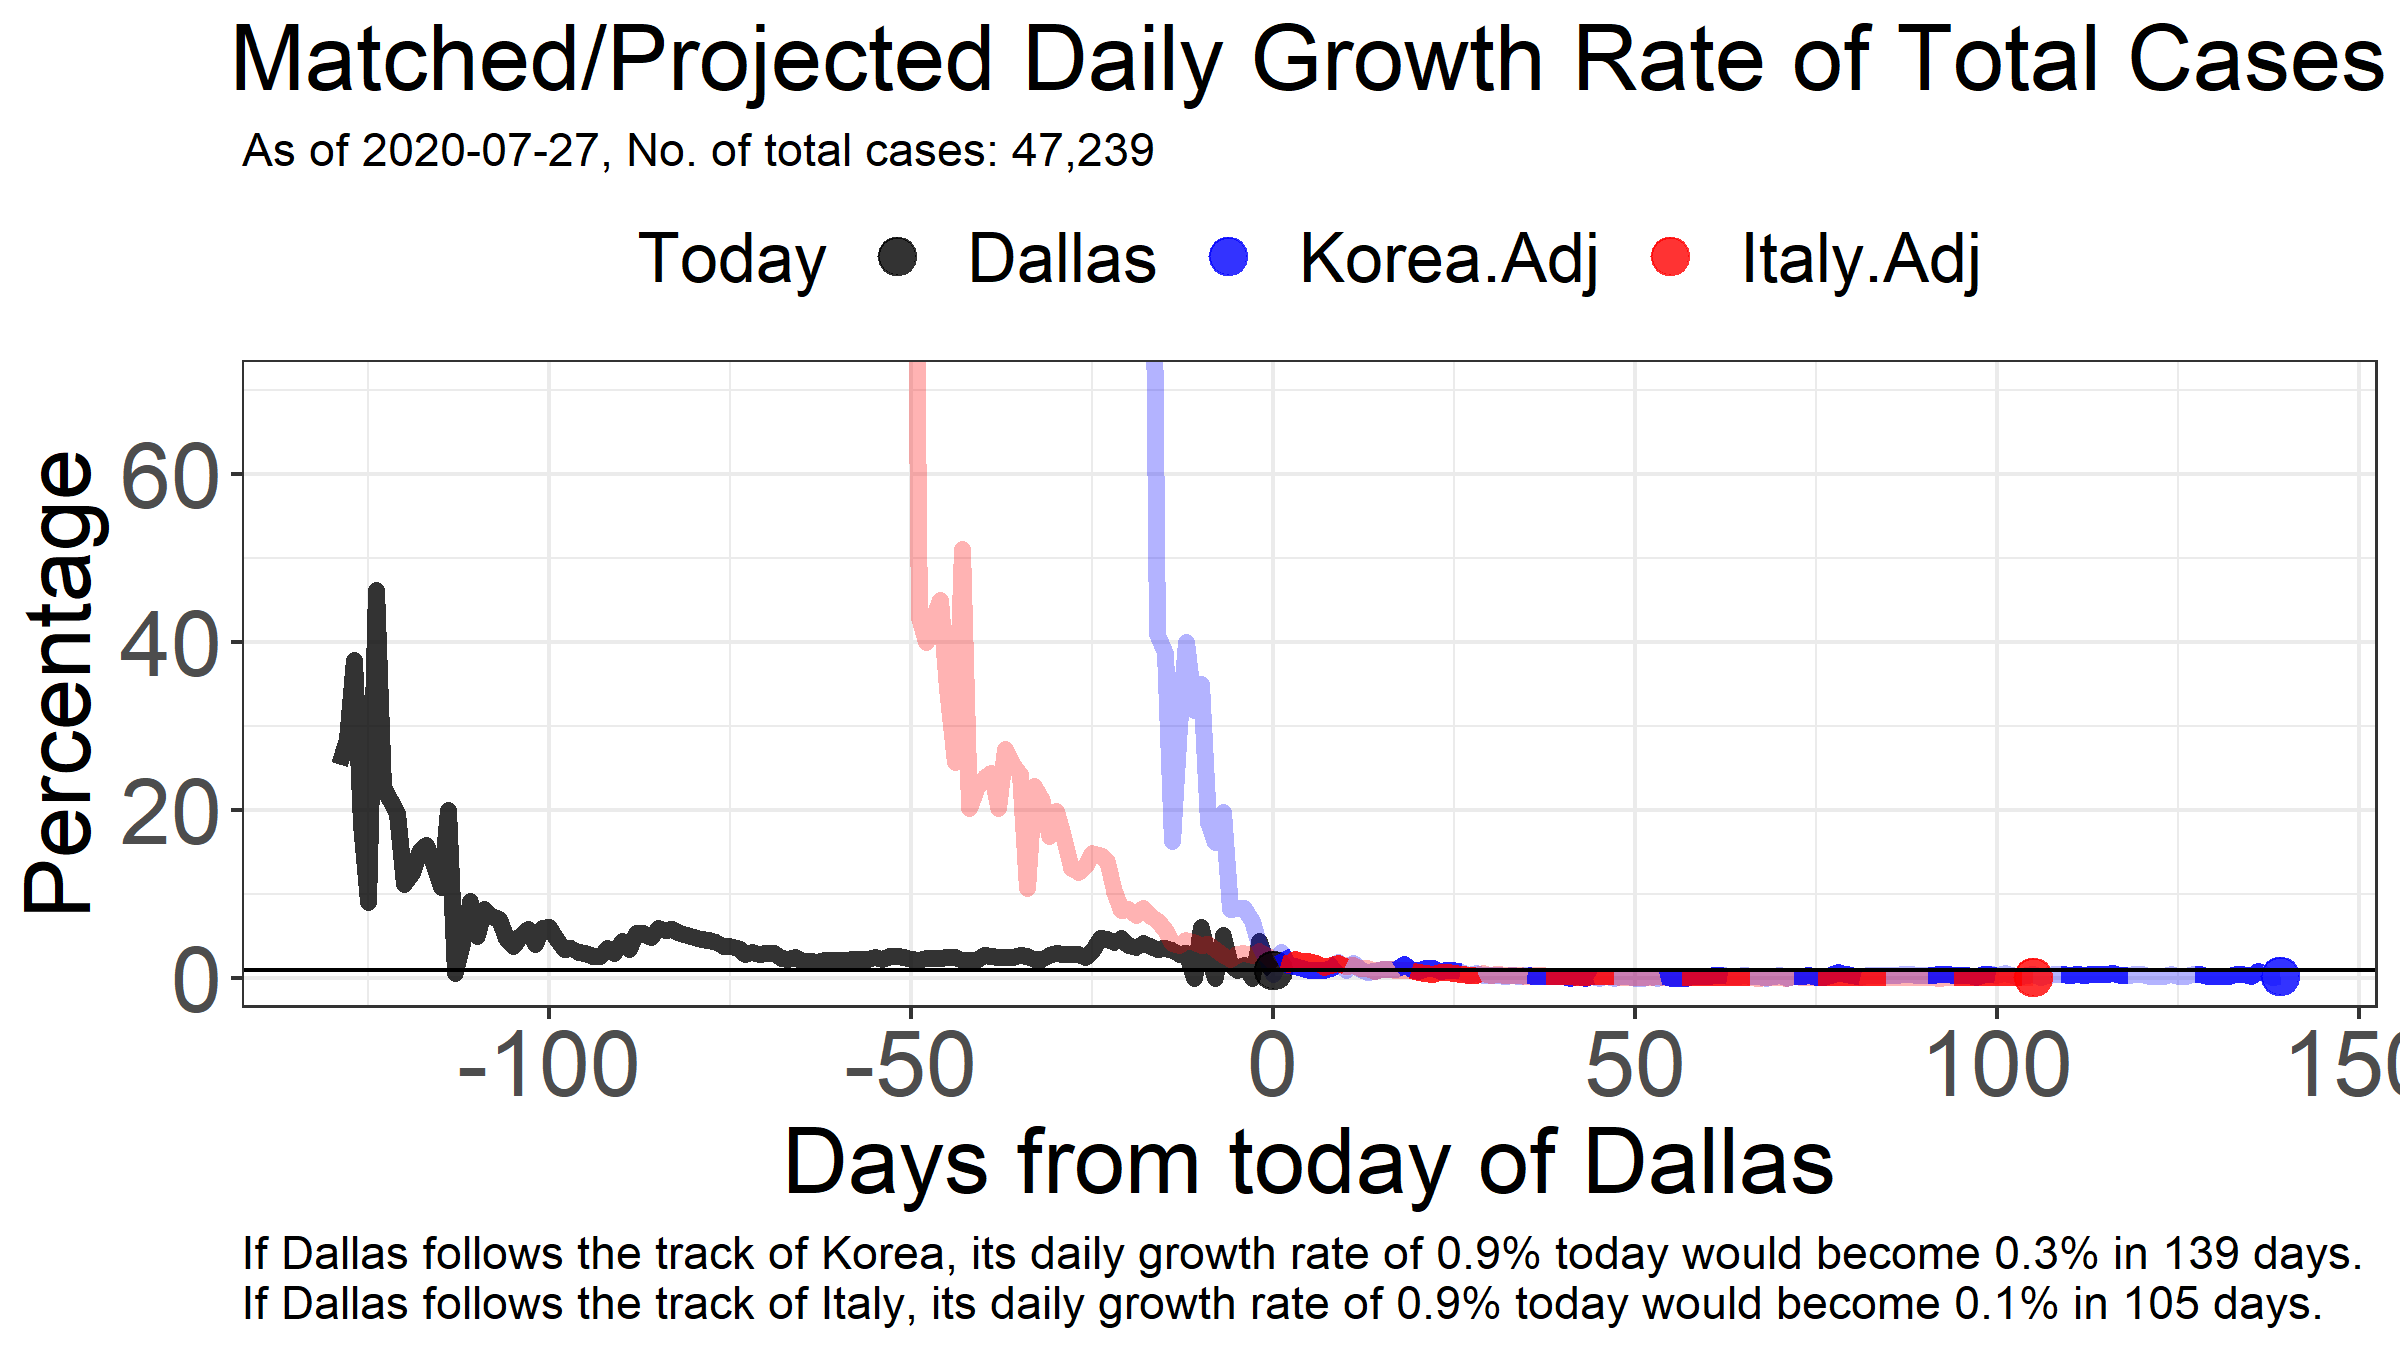 Matched/Projected Daily Growth Rate of Total Cases
As of 2020-07-27, No. of total cases: 47,239
Today Dallas Korea.Adj Italy.Adj
Percentage
60
40
20
0
-100 -50 0 50 100 150
Days from today of Dallas
If Dallas follows the track of Korea, its daily growth rate of 0.9% today would become 0.3% in 139 days.
If Dallas follows the track of Italy, its daily growth rate of 0.9% today would become 0.1% in 105 days.